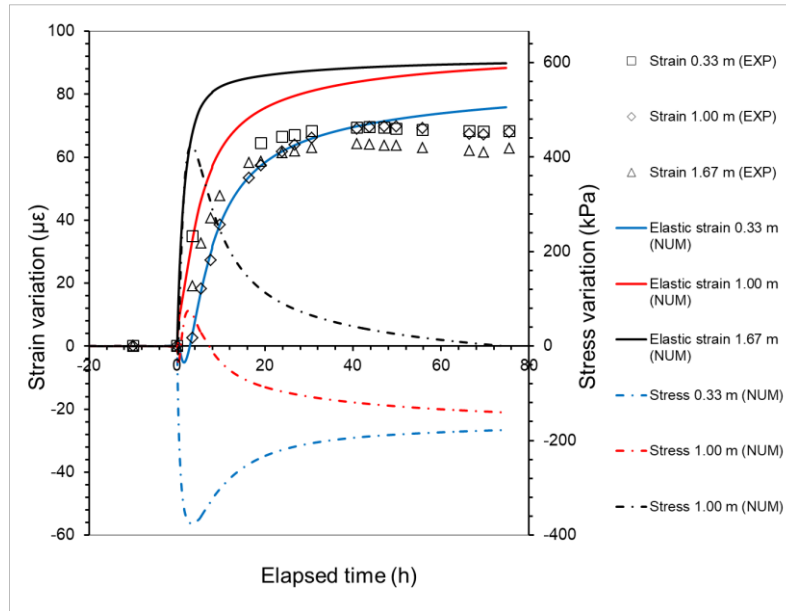 100
80
60
40
20
0
-20
-40
-60
Strain variation (με)
-20
0
20
40
60
80
Elapsed time (h)
600
400
200
0
-200
-400
Stress variation (kPa)
Strain 0.33 m (EXP)
Strain 1.00 m (EXP)
Strain 1.67 m (EXP)
Elastic strain 0.33 m
(NUM)
Elastic strain 1.00 m
(NUM)
Elastic strain 1.67 m
(NUM)
Stress 0.33 m (NUM)
Stress 1.00 m (NUM)
Stress 1.00 m (NUM)